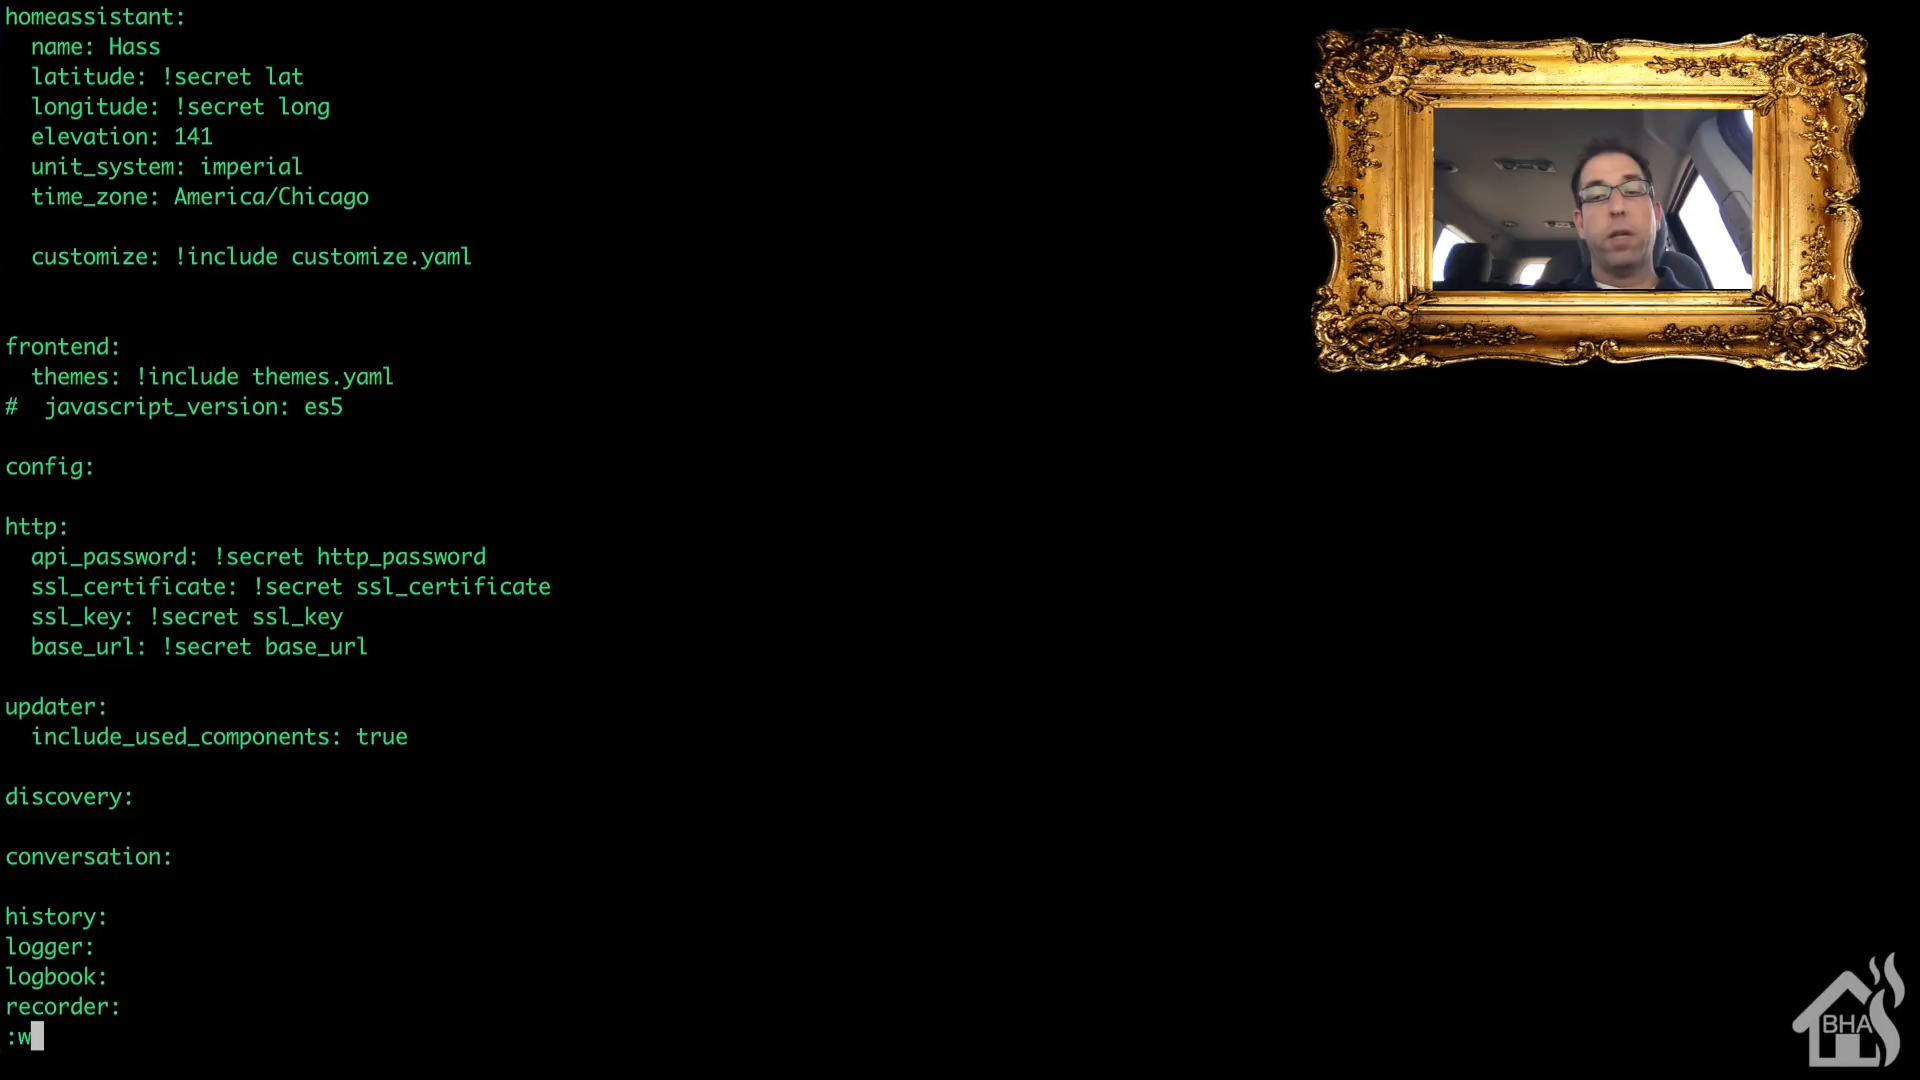 homeassistant:
  name: Hass
  latitude: !secret lat
  longitude: !secret long
  elevation: 141
  unit_system: imperial
  time_zone: America/Chicago
  customize: !include customize.yaml
frontend:
  themes: !include themes.yaml
#  javascript_version: es5
config:
http:
  api_password: !secret http_password
  ssl_certificate: !secret ssl_certificate
  ssl_key: !secret ssl_key
  base_url: !secret base_url
updater:
  include_used_components: true
discovery:
conversation:
history:
logger:
logbook:
recorder:
:w
BHA